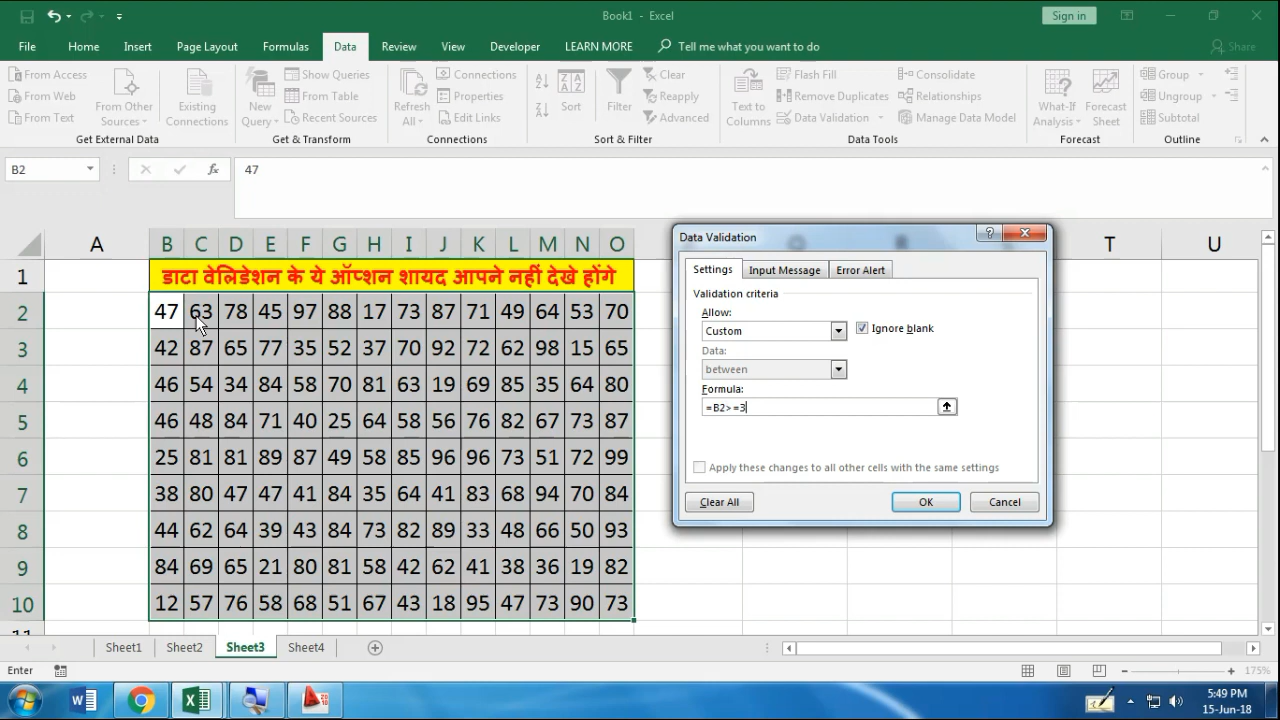 Book1 - Excel
Sign in
File Home Insert Page Layout Formulas Data Review View Developer LEARN MORE Tell me what you want to do Share
From Access
From Web
From Text
From Other Sources
Existing Connections
Get External Data
New Query
Show Queries
From Table
Recent Sources
Get & Transform
Refresh All
Connections
Properties
Edit Links
Connections
Sort
Filter
Clear
Reapply
Advanced
Sort & Filter
Text to Columns
Flash Fill
Remove Duplicates
Data Validation
Consolidate
Relationships
Manage Data Model
Data Tools
What-If Analysis
Forecast Sheet
Forecast
Group
Ungroup
Subtotal
Outline
B2 fx 47
A B C D E F G H I J K L M N O T U
1 डाटा वेलिडेशन के ये ऑप्शन शायद आपने नहीं देखे होंगे
2 47 63 78 45 97 88 17 73 87 71 49 64 53 70
3 42 87 65 77 35 52 37 70 92 72 62 98 15 65
4 46 54 34 84 58 70 81 63 19 69 85 35 64 80
5 46 48 84 71 40 25 64 58 56 82 67 73 87
6 25 81 81 89 87 49 58 85 96 96 73 51 72 99
7 38 80 47 47 41 84 35 64 41 83 68 94 70 84
8 44 62 64 39 43 84 73 82 89 33 48 66 50 93
9 84 69 65 21 80 81 58 42 62 41 38 36 19 82
10 12 57 76 58 68 51 67 43 18 95 47 73 90 73
11
Data Validation
Settings Input Message Error Alert
Validation criteria
Allow:
Custom
Ignore blank
Data:
between
Formula:
=B2>=3
Apply these changes to all other cells with the same settings
Clear All OK Cancel
Sheet1 Sheet2 Sheet3 Sheet4
Enter 175%
5:49 PM
15-Jun-18